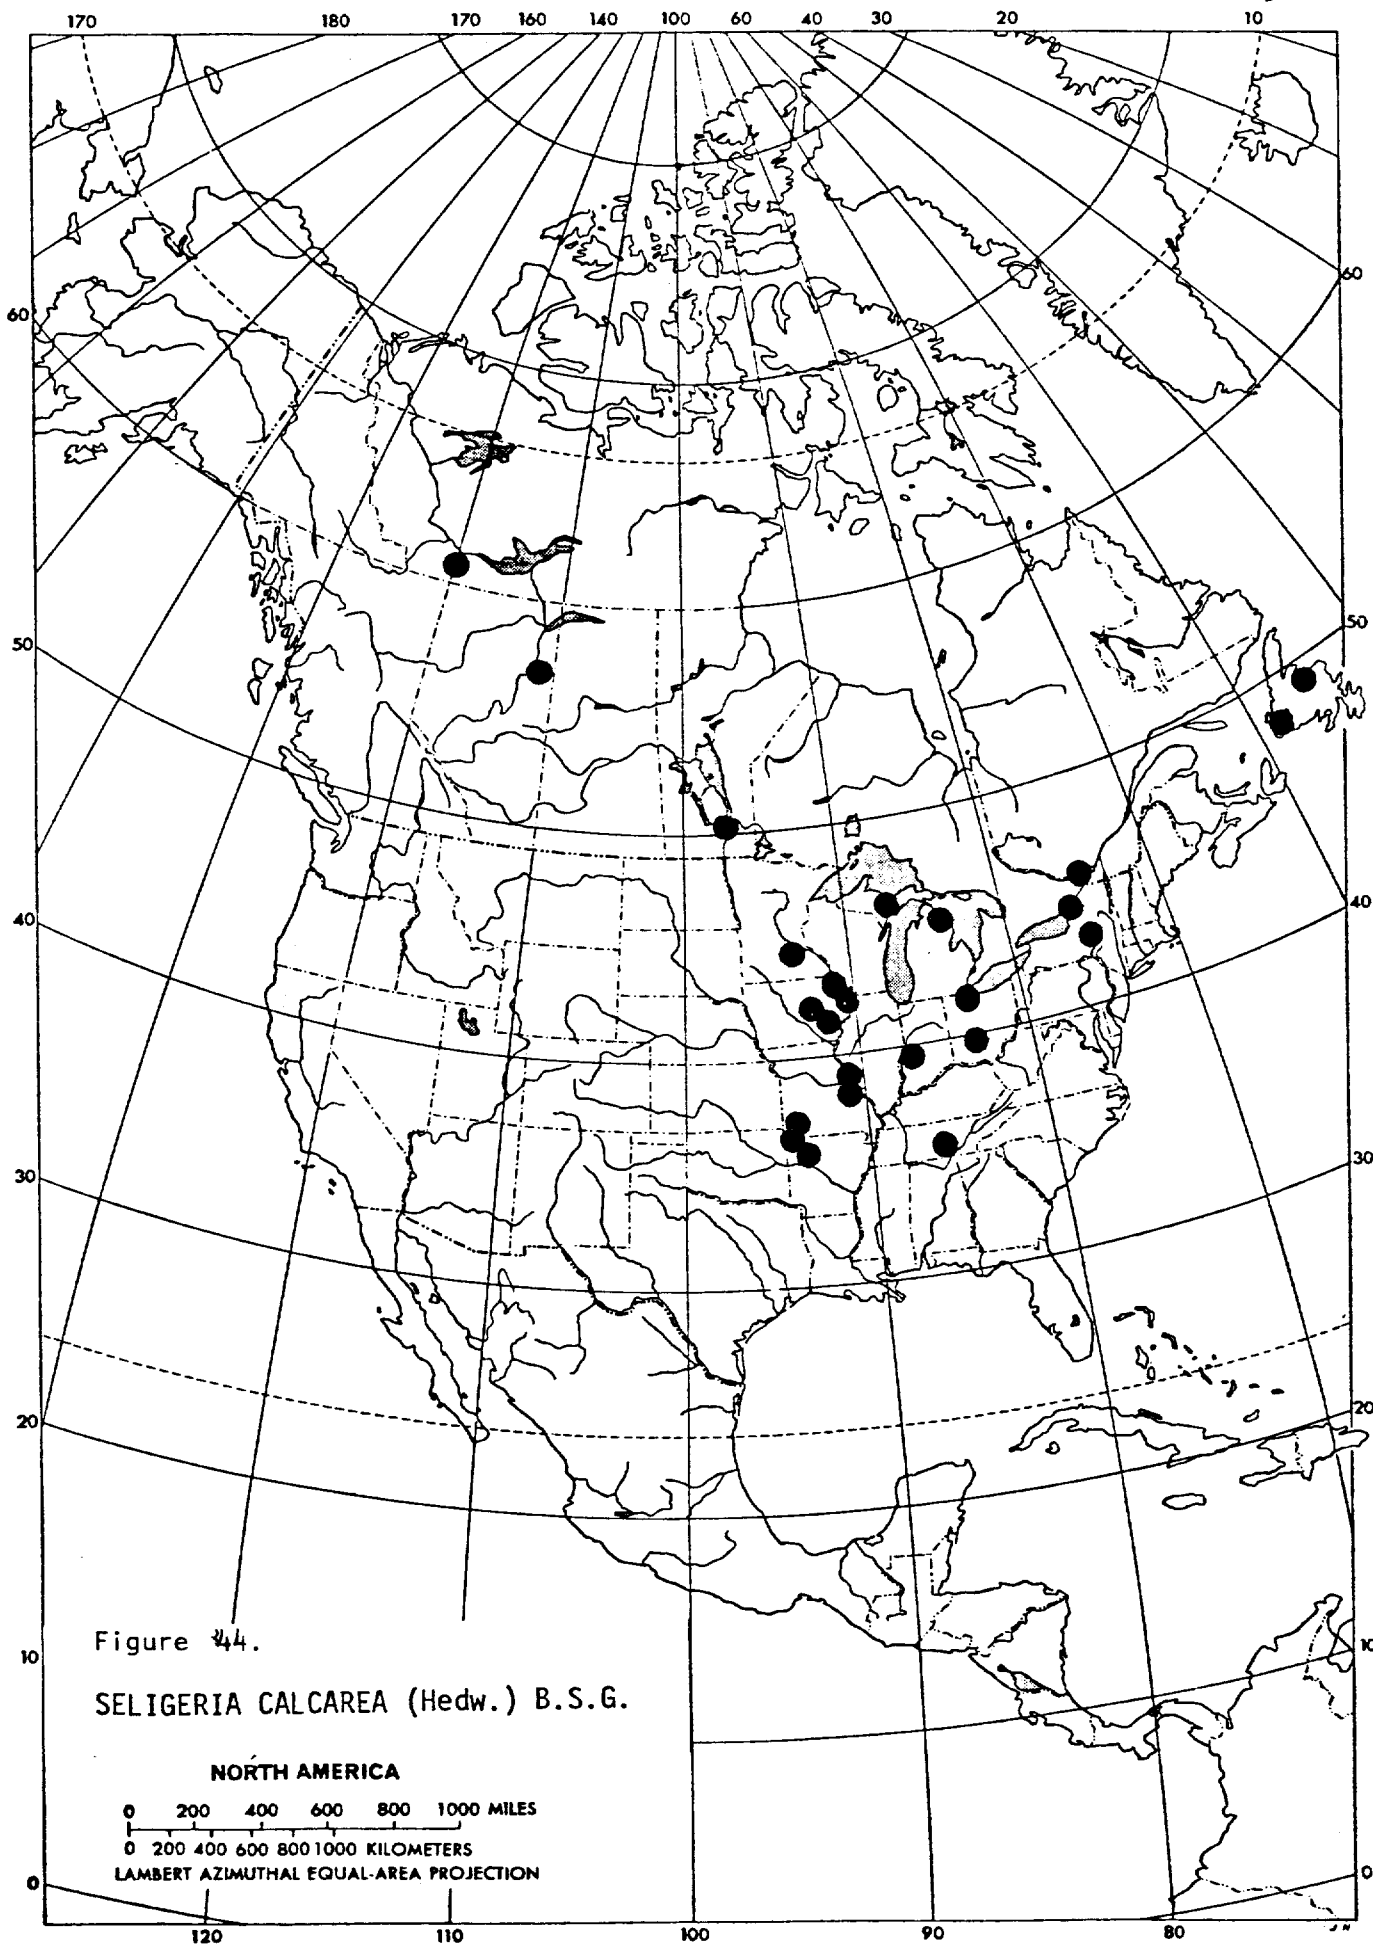 170 180 170 160 140 100 60 40 30 20 10
60 60
50 50
40 40
30 30
20 20
10 10
0 0
Figure 44.
SELIGERIA CALCAREA (Hedw.) B.S.G.
NORTH AMERICA
0 200 400 600 800 1000 MILES
0 200 400 600 800 1000 KILOMETERS
LAMBERT AZIMUTHAL EQUAL-AREA PROJECTION
120 110 100 90 80